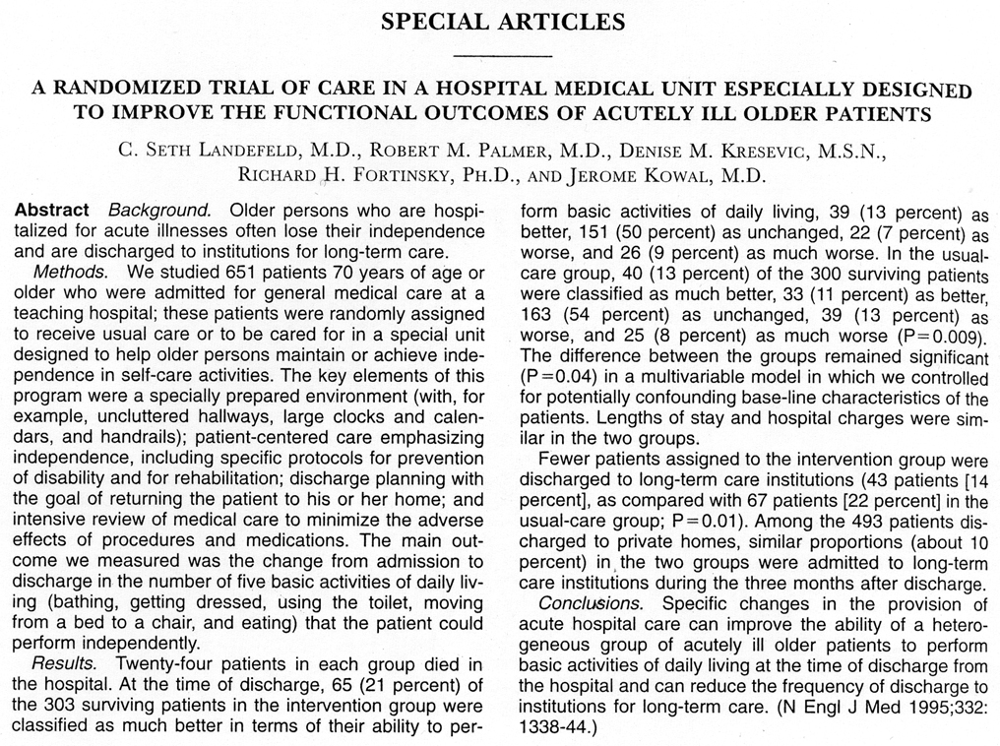 SPECIAL ARTICLES
A RANDOMIZED TRIAL OF CARE IN A HOSPITAL MEDICAL UNIT ESPECIALLY DESIGNED
TO IMPROVE THE FUNCTIONAL OUTCOMES OF ACUTELY ILL OLDER PATIENTS
C. SETH LANDEFELD, M.D., ROBERT M. PALMER, M.D., DENISE M. KRESEVIC, M.S.N.,
RICHARD H. FORTINSKY, PH.D., AND JEROME KOWAL, M.D.
Abstract Background. Older persons who are hospi-
talized for acute illnesses often lose their independence
and are discharged to institutions for long-term care.
Methods. We studied 651 patients 70 years of age or
older who were admitted for general medical care at a
teaching hospital; these patients were randomly assigned
to receive usual care or to be cared for in a special unit
designed to help older persons maintain or achieve inde-
pendence in self-care activities. The key elements of this
program were a specially prepared environment (with, for
example, uncluttered hallways, large clocks and calen-
dars, and handrails); patient-centered care emphasizing
independence, including specific protocols for prevention
of disability and for rehabilitation; discharge planning with
the goal of returning the patient to his or her home; and
intensive review of medical care to minimize the adverse
effects of procedures and medications. The main out-
come we measured was the change from admission to
discharge in the number of five basic activities of daily liv-
ing (bathing, getting dressed, using the toilet, moving
from a bed to a chair, and eating) that the patient could
perform independently.
Results. Twenty-four patients in each group died in
the hospital. At the time of discharge, 65 (21 percent) of
the 303 surviving patients in the intervention group were
classified as much better in terms of their ability to per-
form basic activities of daily living, 39 (13 percent) as
better, 151 (50 percent) as unchanged, 22 (7 percent) as
worse, and 26 (9 percent) as much worse. In the usual-
care group, 40 (13 percent) of the 300 surviving patients
were classified as much better, 33 (11 percent) as better,
163 (54 percent) as unchanged, 39 (13 percent) as
worse, and 25 (8 percent) as much worse (P=0.009).
The difference between the groups remained significant
(P=0.04) in a multivariable model in which we controlled
for potentially confounding base-line characteristics of the
patients. Lengths of stay and hospital charges were sim-
ilar in the two groups.
Fewer patients assigned to the intervention group were
discharged to long-term care institutions (43 patients [14
percent], as compared with 67 patients [22 percent] in the
usual-care group; P=0.01). Among the 493 patients dis-
charged to private homes, similar proportions (about 10
percent) in the two groups were admitted to long-term
care institutions during the three months after discharge.
Conclusions. Specific changes in the provision of
acute hospital care can improve the ability of a hetero-
geneous group of acutely ill older patients to perform
basic activities of daily living at the time of discharge from
the hospital and can reduce the frequency of discharge to
institutions for long-term care. (N Engl J Med 1995;332:
1338-44.)